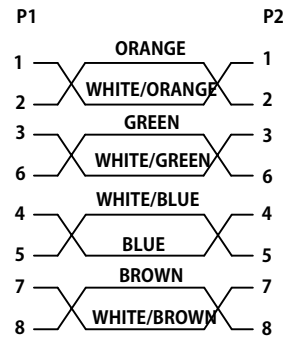 P1 P2
ORANGE
1 1
WHITE/ORANGE
2 2
GREEN
3 3
WHITE/GREEN
6 6
WHITE/BLUE
4 4
BLUE
5 5
BROWN
7 7
WHITE/BROWN
8 8